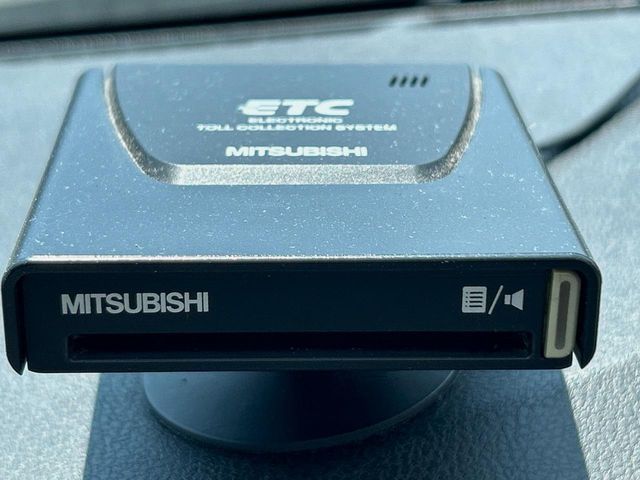 ETC
ELECTRONIC
TOLL COLLECTION SYSTEM
MITSUBISHI
MITSUBISHI